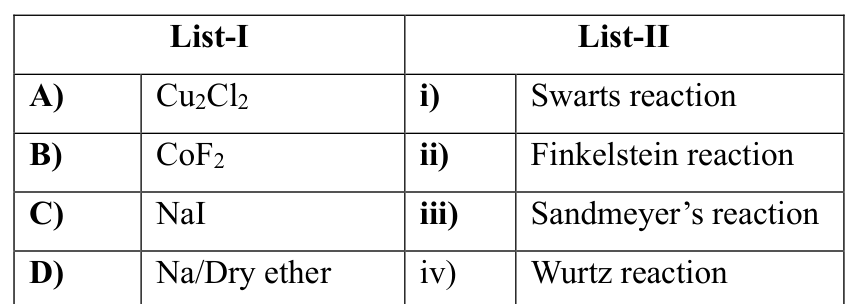 List-I List-II
A) Cu₂Cl₂ i) Swarts reaction
B) CoF₂ ii) Finkelstein reaction
C) NaI iii) Sandmeyer’s reaction
D) Na/Dry ether iv) Wurtz reaction